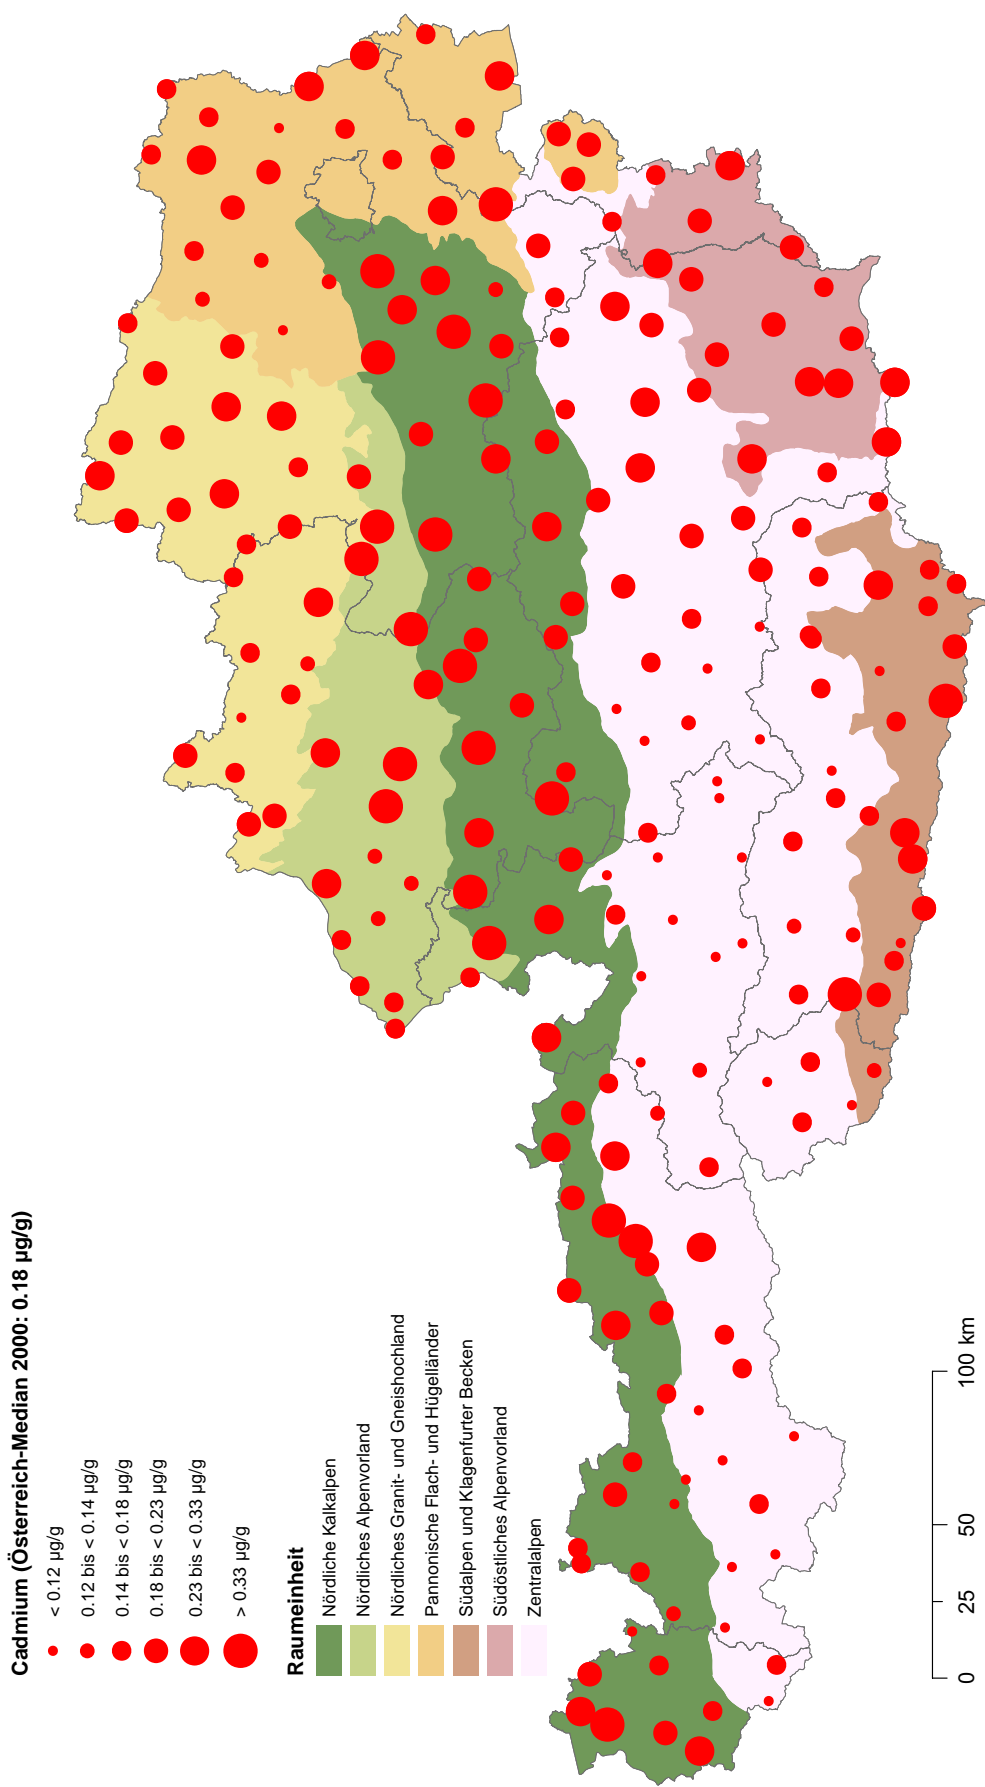 Cadmium (Österreich-Median 2000: 0.18 µg/g)
< 0.12 µg/g
0.12 bis < 0.14 µg/g
0.14 bis < 0.18 µg/g
0.18 bis < 0.23 µg/g
0.23 bis < 0.33 µg/g
> 0.33 µg/g
Raumeinheit
Nördliche Kalkalpen
Nördliches Alpenvorland
Nördliches Granit- und Gneishochland
Pannonische Flach- und Hügelländer
Südalpen und Klagenfurter Becken
Südöstliches Alpenvorland
Zentralalpen
0 25 50 100 km